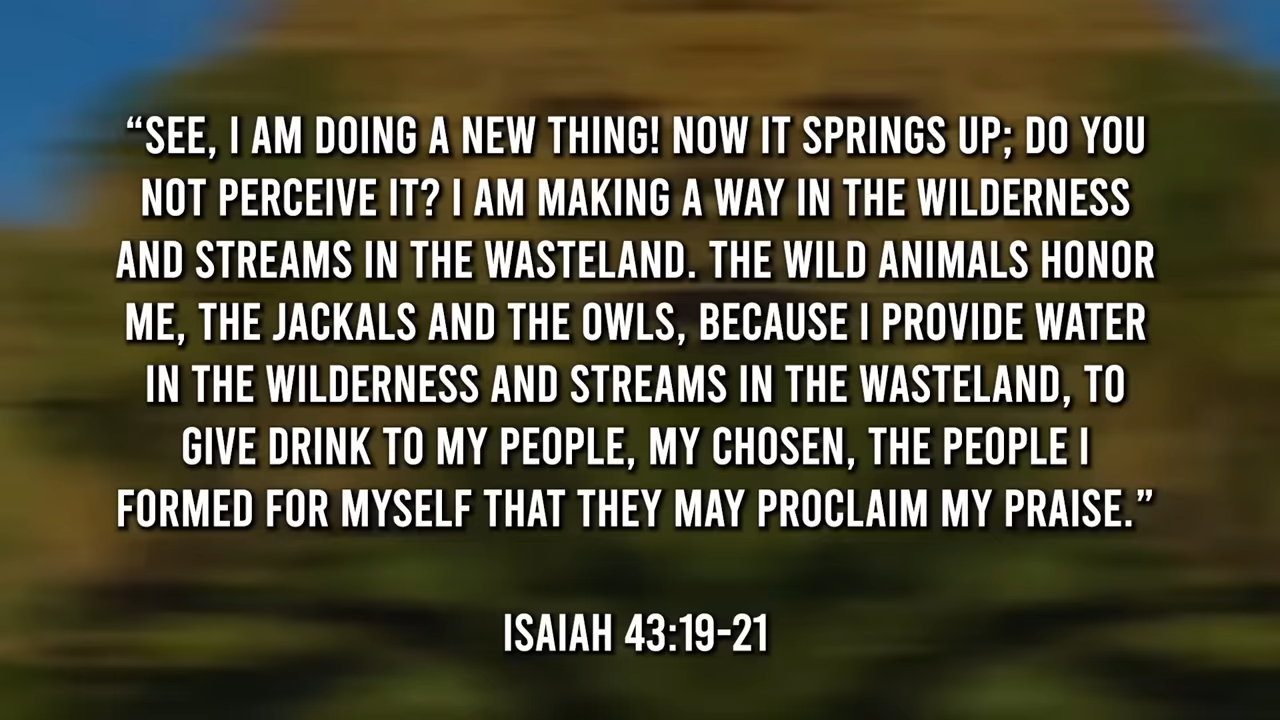 “SEE, I AM DOING A NEW THING! NOW IT SPRINGS UP; DO YOU
NOT PERCEIVE IT? I AM MAKING A WAY IN THE WILDERNESS
AND STREAMS IN THE WASTELAND. THE WILD ANIMALS HONOR
ME, THE JACKALS AND THE OWLS, BECAUSE I PROVIDE WATER
IN THE WILDERNESS AND STREAMS IN THE WASTELAND, TO
GIVE DRINK TO MY PEOPLE, MY CHOSEN, THE PEOPLE I
FORMED FOR MYSELF THAT THEY MAY PROCLAIM MY PRAISE.”
ISAIAH 43:19-21